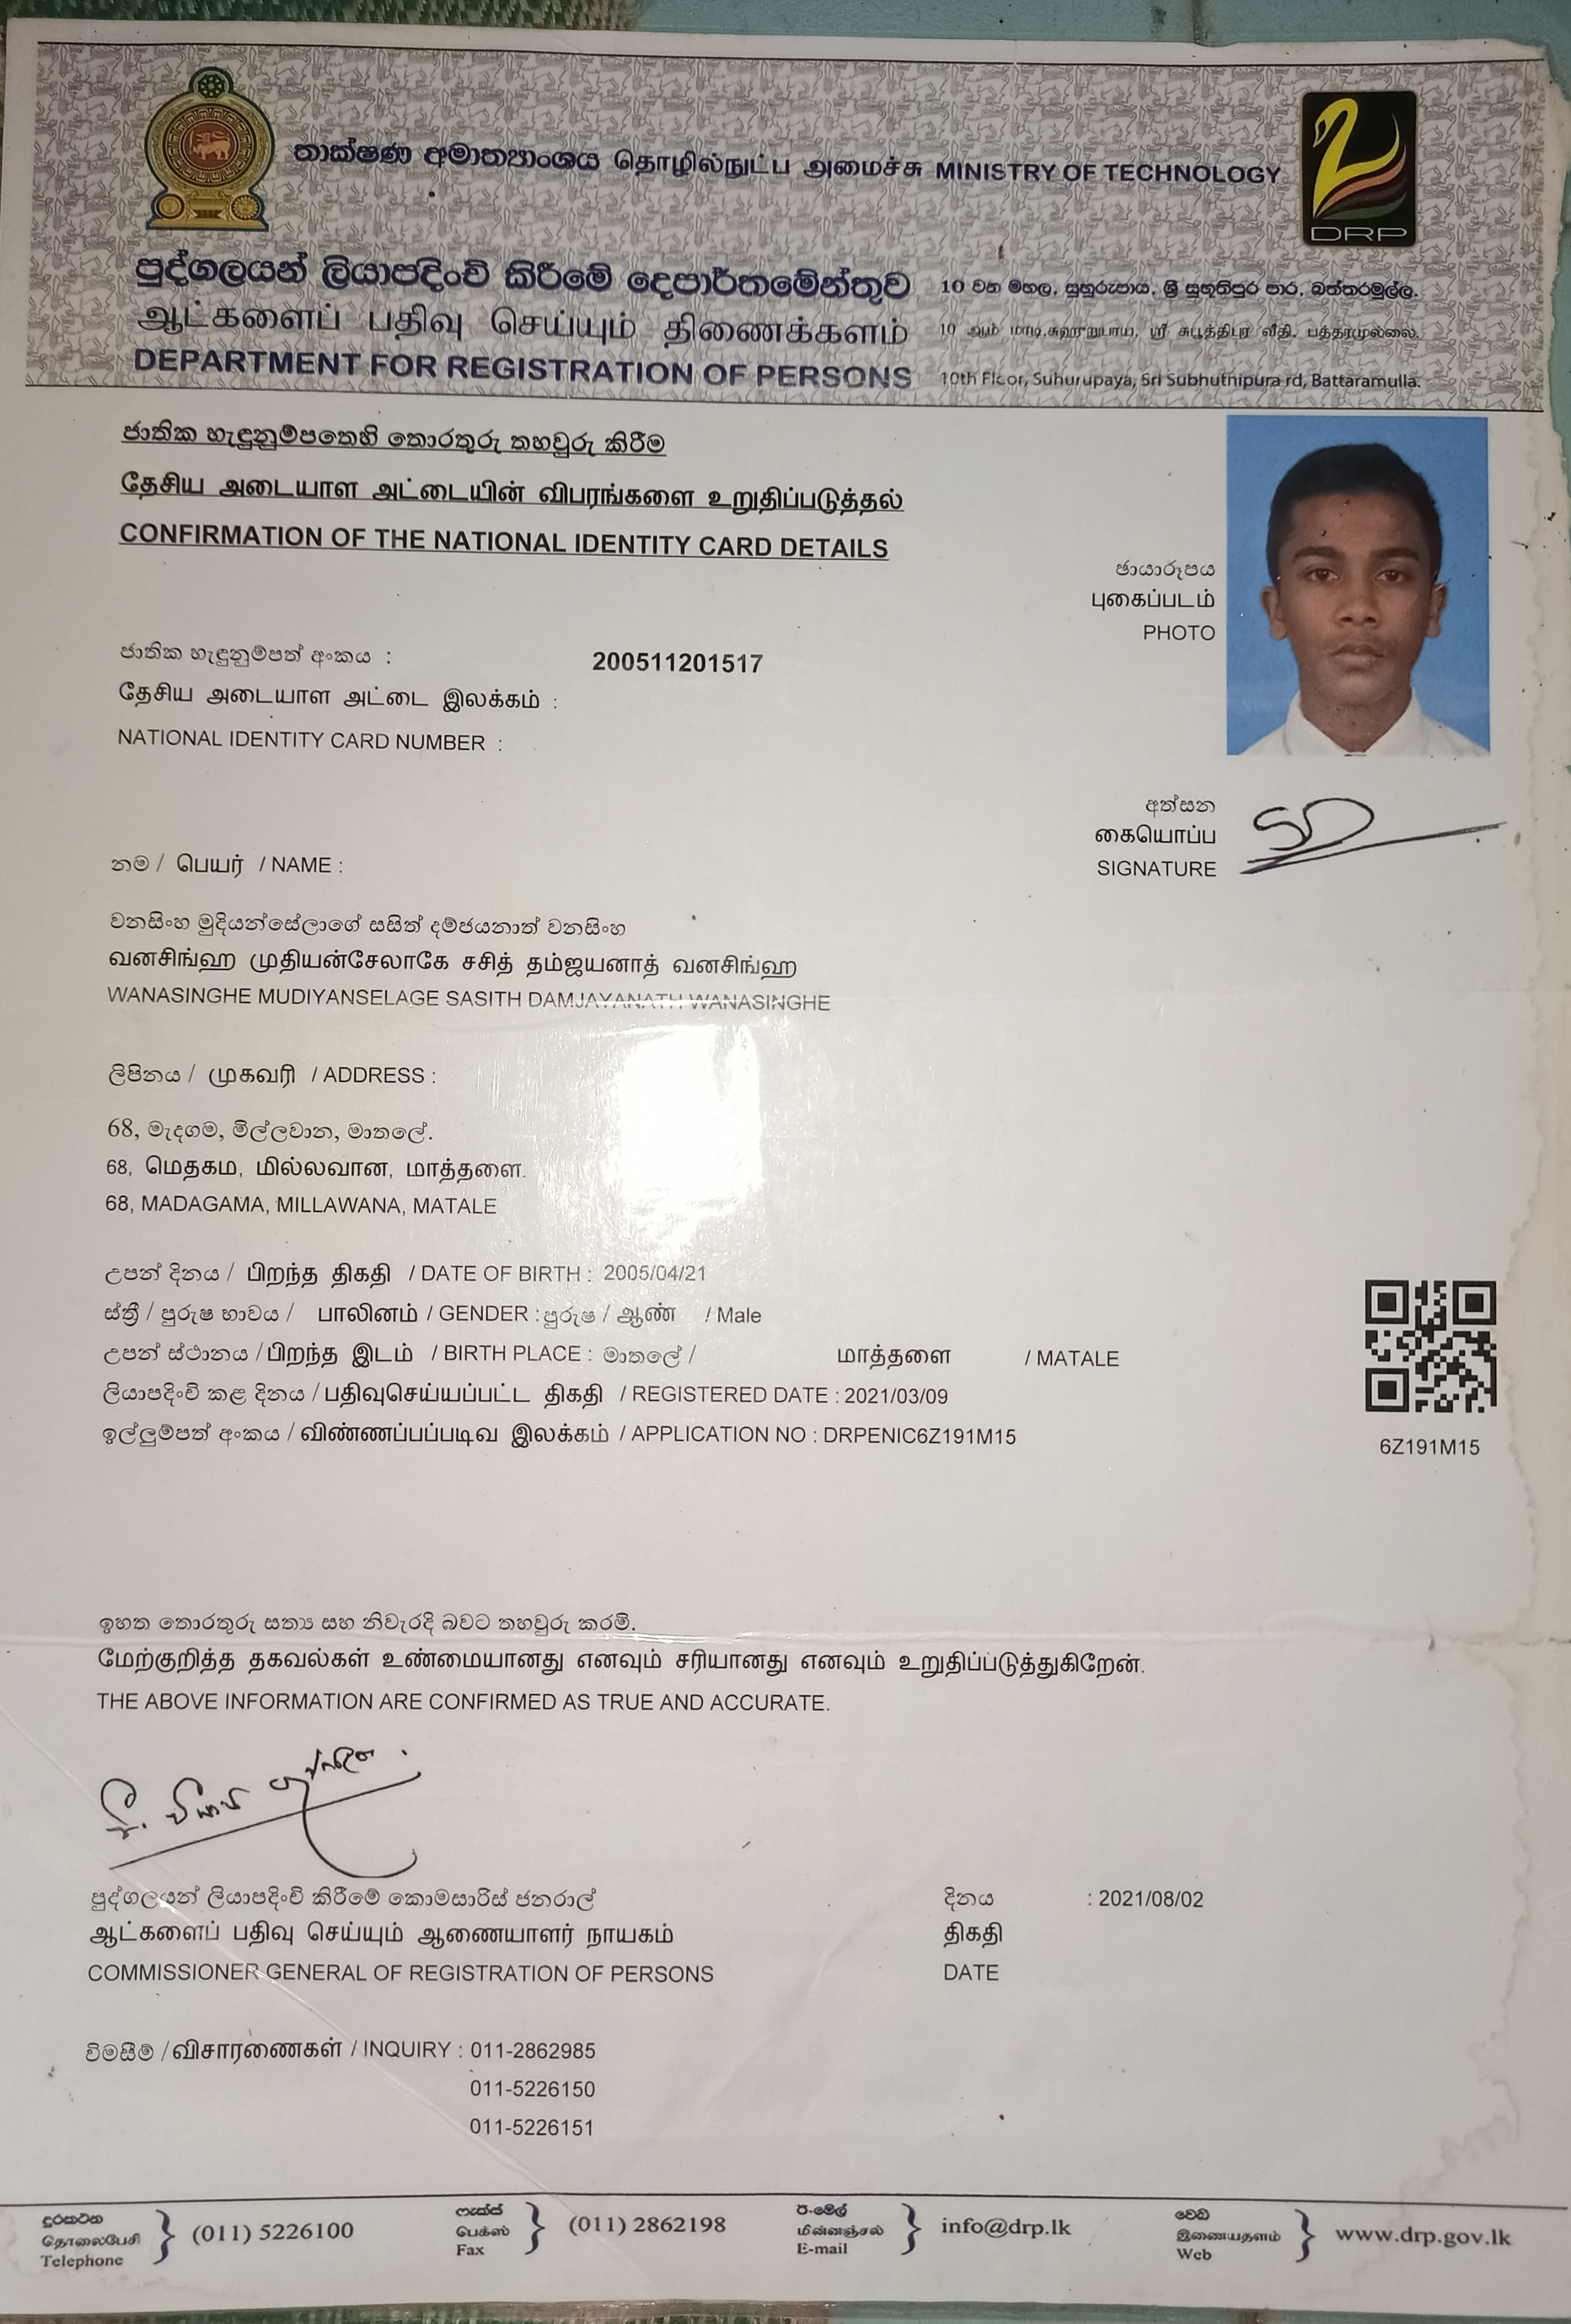 තාක්ෂණ අමාත්‍යාංශය தொழில்நுட்ப அமைச்சு MINISTRY OF TECHNOLOGY
DRP
පුද්ගලයන් ලියාපදිංචි කිරීමේ දෙපාර්තමේන්තුව
ஆட்களைப் பதிவு செய்யும் திணைக்களம்
DEPARTMENT FOR REGISTRATION OF PERSONS
10 වන මහල, සුහුරුපාය, ශ්‍රී සුභූතිපුර පාර, බත්තරමුල්ල.
10 ஆம் மாடி,சுஹுறுபாய, ஸ்ரீ சுபூத்திபுர வீதி, பத்தரமுல்லை.
10th Floor, Suhurupaya, Sri Subhuthipura rd, Battaramulla.
ජාතික හැඳුනුම්පතෙහි තොරතුරු තහවුරු කිරීම
தேசிய அடையாள அட்டையின் விபரங்களை உறுதிப்படுத்தல்
CONFIRMATION OF THE NATIONAL IDENTITY CARD DETAILS
ඡායාරූපය
புகைப்படம்
PHOTO
ජාතික හැඳුනුම්පත් අංකය : 200511201517
தேசிய அடையாள அட்டை இலக்கம் :
NATIONAL IDENTITY CARD NUMBER :
අත්සන
கையொப்ப
SIGNATURE
නම / பெயர் / NAME :
වනසිංහ මුදියන්සේලාගේ සසිත් දම්ජයනාත් වනසිංහ
வனசிங்ஹ முதியன்சேலாகே சசித் தம்ஜயனாத் வனசிங்ஹ
WANASINGHE MUDIYANSELAGE SASITH DAMJAYANATH WANASINGHE
ලිපිනය / முகவரி / ADDRESS :
68, මැදගම, මිල්ලවාන, මාතලේ.
68, மெதகம, மில்லவான, மாத்தளை.
68, MADAGAMA, MILLAWANA, MATALE
උපන් දිනය / பிறந்த திகதி / DATE OF BIRTH : 2005/04/21
ස්ත්‍රී / පුරුෂ භාවය / பாலினம் / GENDER : පුරුෂ / ஆண் / Male
උපන් ස්ථානය / பிறந்த இடம் / BIRTH PLACE : මාතලේ / மாத்தளை / MATALE
ලියාපදිංචි කළ දිනය / பதிவுசெய்யப்பட்ட திகதி / REGISTERED DATE : 2021/03/09
ඉල්ලුම්පත් අංකය / விண்ணப்பப்படிவ இலக்கம் / APPLICATION NO : DRPENIC6Z191M15
6Z191M15
ඉහත තොරතුරු සත්‍ය සහ නිවැරදි බවට තහවුරු කරමි.
மேற்குறித்த தகவல்கள் உண்மையானது எனவும் சரியானது எனவும் உறுதிப்படுத்துகிறேன்.
THE ABOVE INFORMATION ARE CONFIRMED AS TRUE AND ACCURATE.
පුද්ගලයන් ලියාපදිංචි කිරීමේ කොමසාරිස් ජනරාල්
ஆட்களைப் பதிவு செய்யும் ஆணையாளர் நாயகம்
COMMISSIONER GENERAL OF REGISTRATION OF PERSONS
දිනය : 2021/08/02
திகதி
DATE
විමසීම් / விசாரணைகள் / INQUIRY : 011-2862985
011-5226150
011-5226151
දුරකථන
தொலைபேசி
Telephone
(011) 5226100
ෆැක්ස්
பெக்ஸ்
Fax
(011) 2862198
ඊ-මේල්
மின்னஞ்சல்
E-mail
info@drp.lk
වෙබ්
இணையதளம்
Web
www.drp.gov.lk